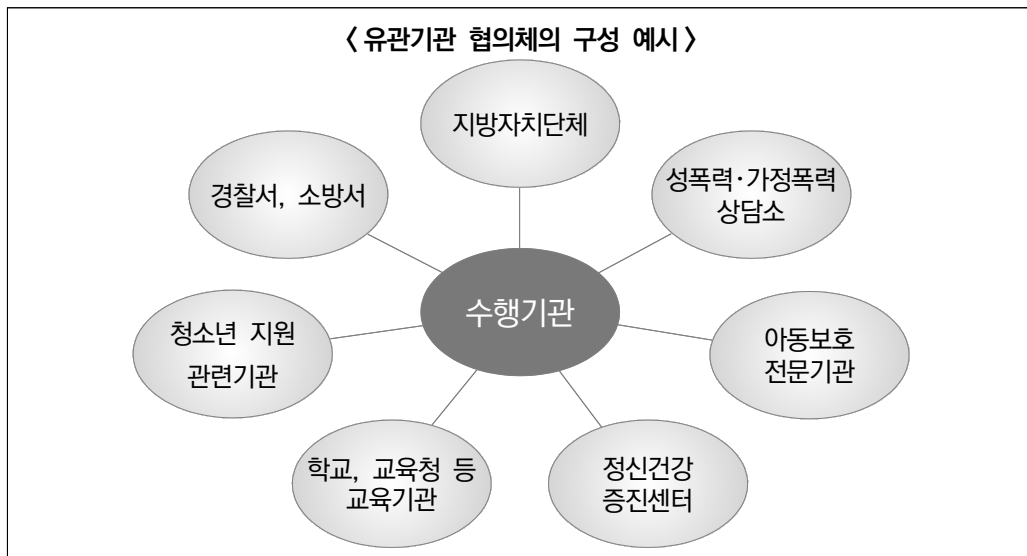 < 유관기관 협의체의 구성 예시 >
지방자치단체
경찰서, 소방서
성폭력·가정폭력
상담소
수행기관
청소년 지원
관련기관
아동보호
전문기관
학교, 교육청 등
교육기관
정신건강
증진센터